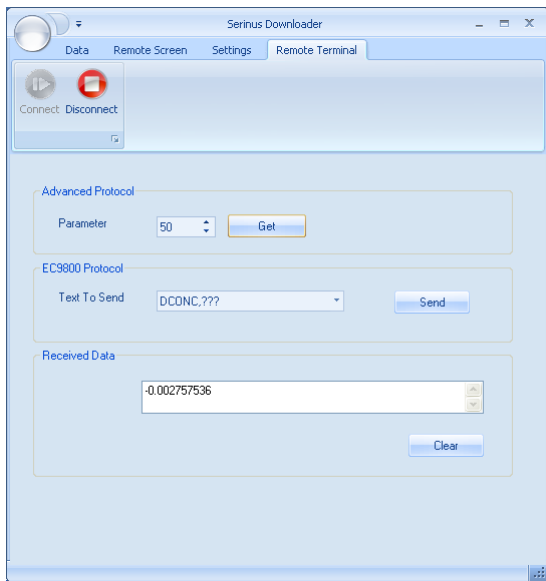 Serinus Downloader
Data Remote Screen Settings Remote Terminal
Connect Disconnect
Advanced Protocol
Parameter 50 Get
EC9800 Protocol
Text To Send DCONC,??? Send
Received Data
-0.002757536
Clear